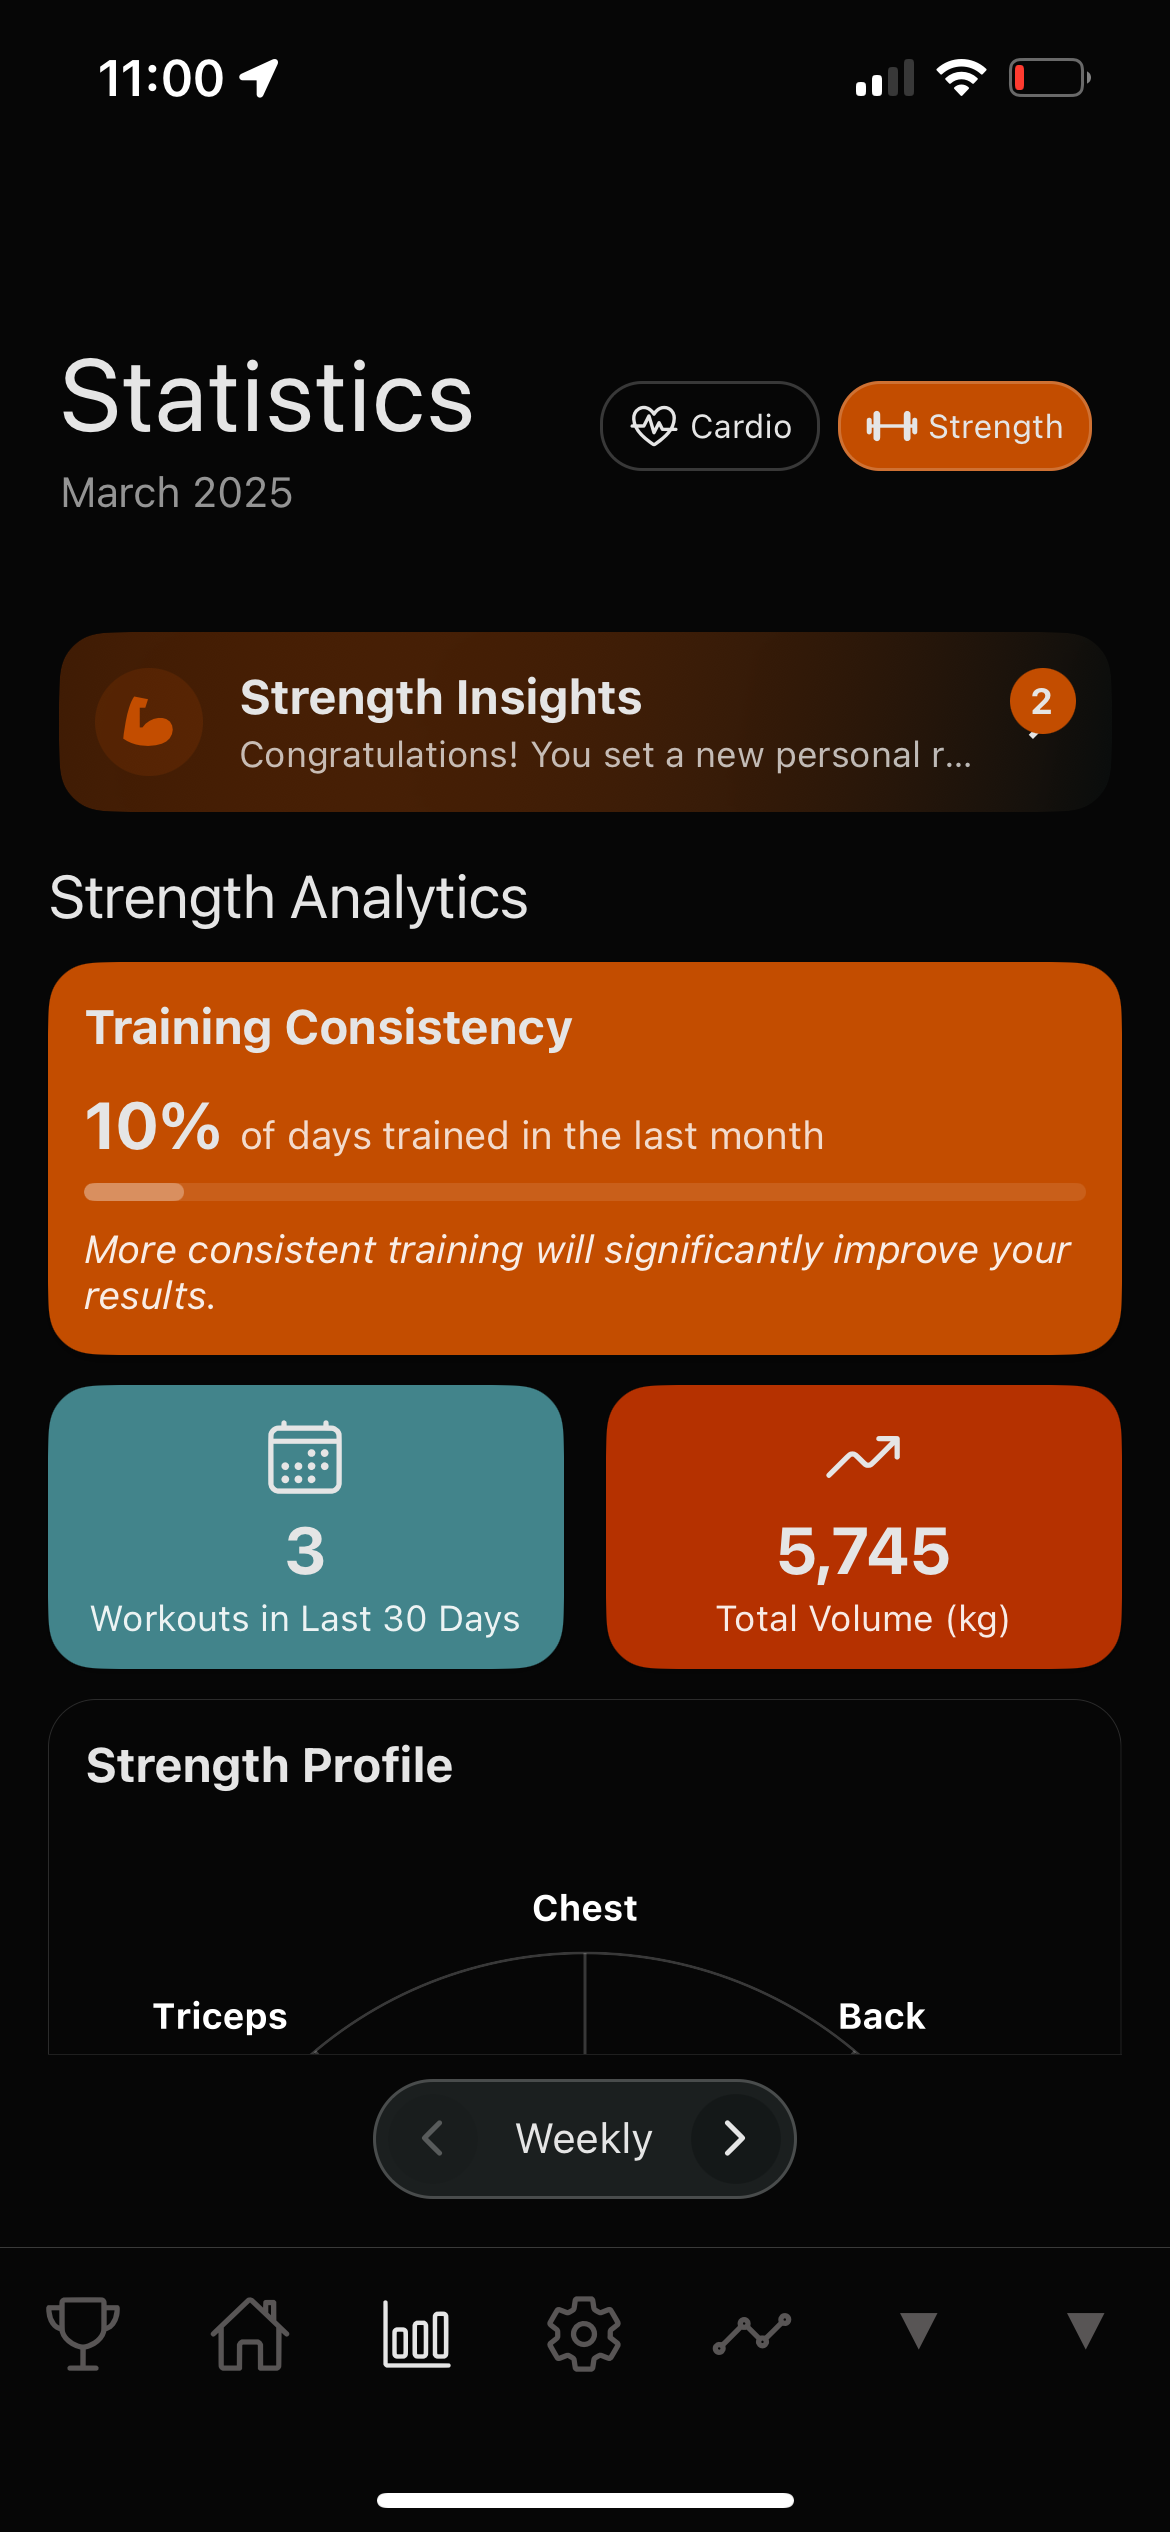 11:00
Statistics
March 2025
Cardio
Strength
Strength Insights
2
Congratulations! You set a new personal r...
Strength Analytics
Training Consistency
10% of days trained in the last month
More consistent training will significantly improve your
results.
3
Workouts in Last 30 Days
5,745
Total Volume (kg)
Strength Profile
Chest
Triceps
Back
Weekly